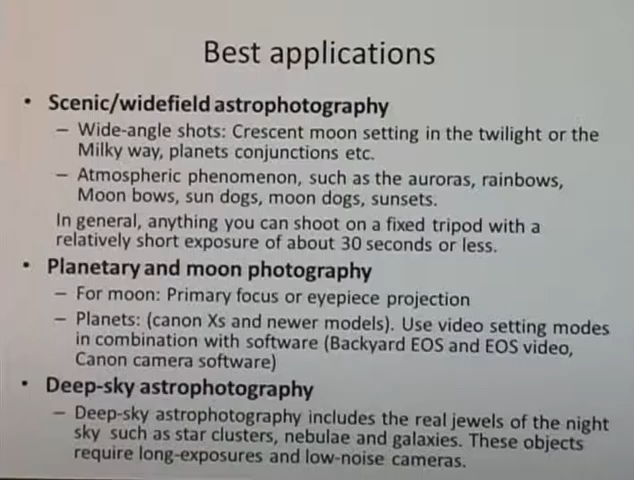 Best applications
• Scenic/widefield astrophotography
– Wide-angle shots: Crescent moon setting in the twilight or the
Milky way, planets conjunctions etc.
– Atmospheric phenomenon, such as the auroras, rainbows,
Moon bows, sun dogs, moon dogs, sunsets.
In general, anything you can shoot on a fixed tripod with a
relatively short exposure of about 30 seconds or less.
• Planetary and moon photography
– For moon: Primary focus or eyepiece projection
– Planets: (canon Xs and newer models). Use video setting modes
in combination with software (Backyard EOS and EOS video,
Canon camera software)
• Deep-sky astrophotography
– Deep-sky astrophotography includes the real jewels of the night
sky such as star clusters, nebulae and galaxies. These objects
require long-exposures and low-noise cameras.